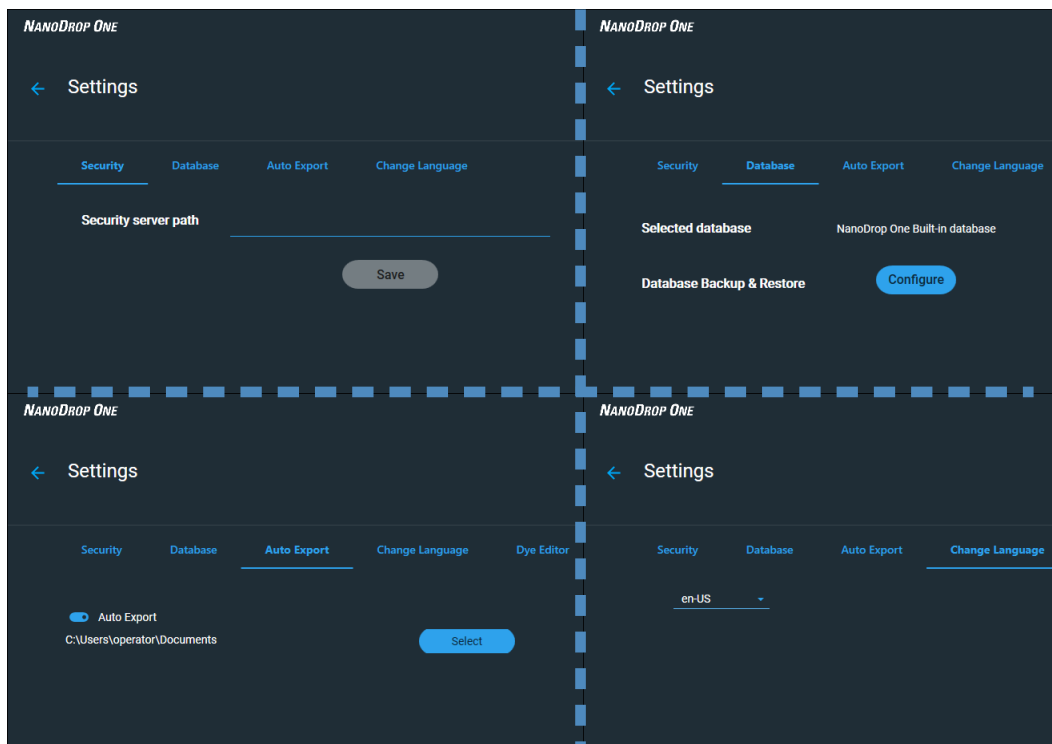 NANODROP ONE
Settings
Security Database Auto Export Change Language
Security server path
Save
NANODROP ONE
Settings
Security Database Auto Export Change Language
Selected database NanoDrop One Built-in database
Database Backup & Restore Configure
NANODROP ONE
Settings
Security Database Auto Export Change Language Dye Editor
Auto Export
C:\Users\operator\Documents Select
NANODROP ONE
Settings
Security Database Auto Export Change Language
en-US